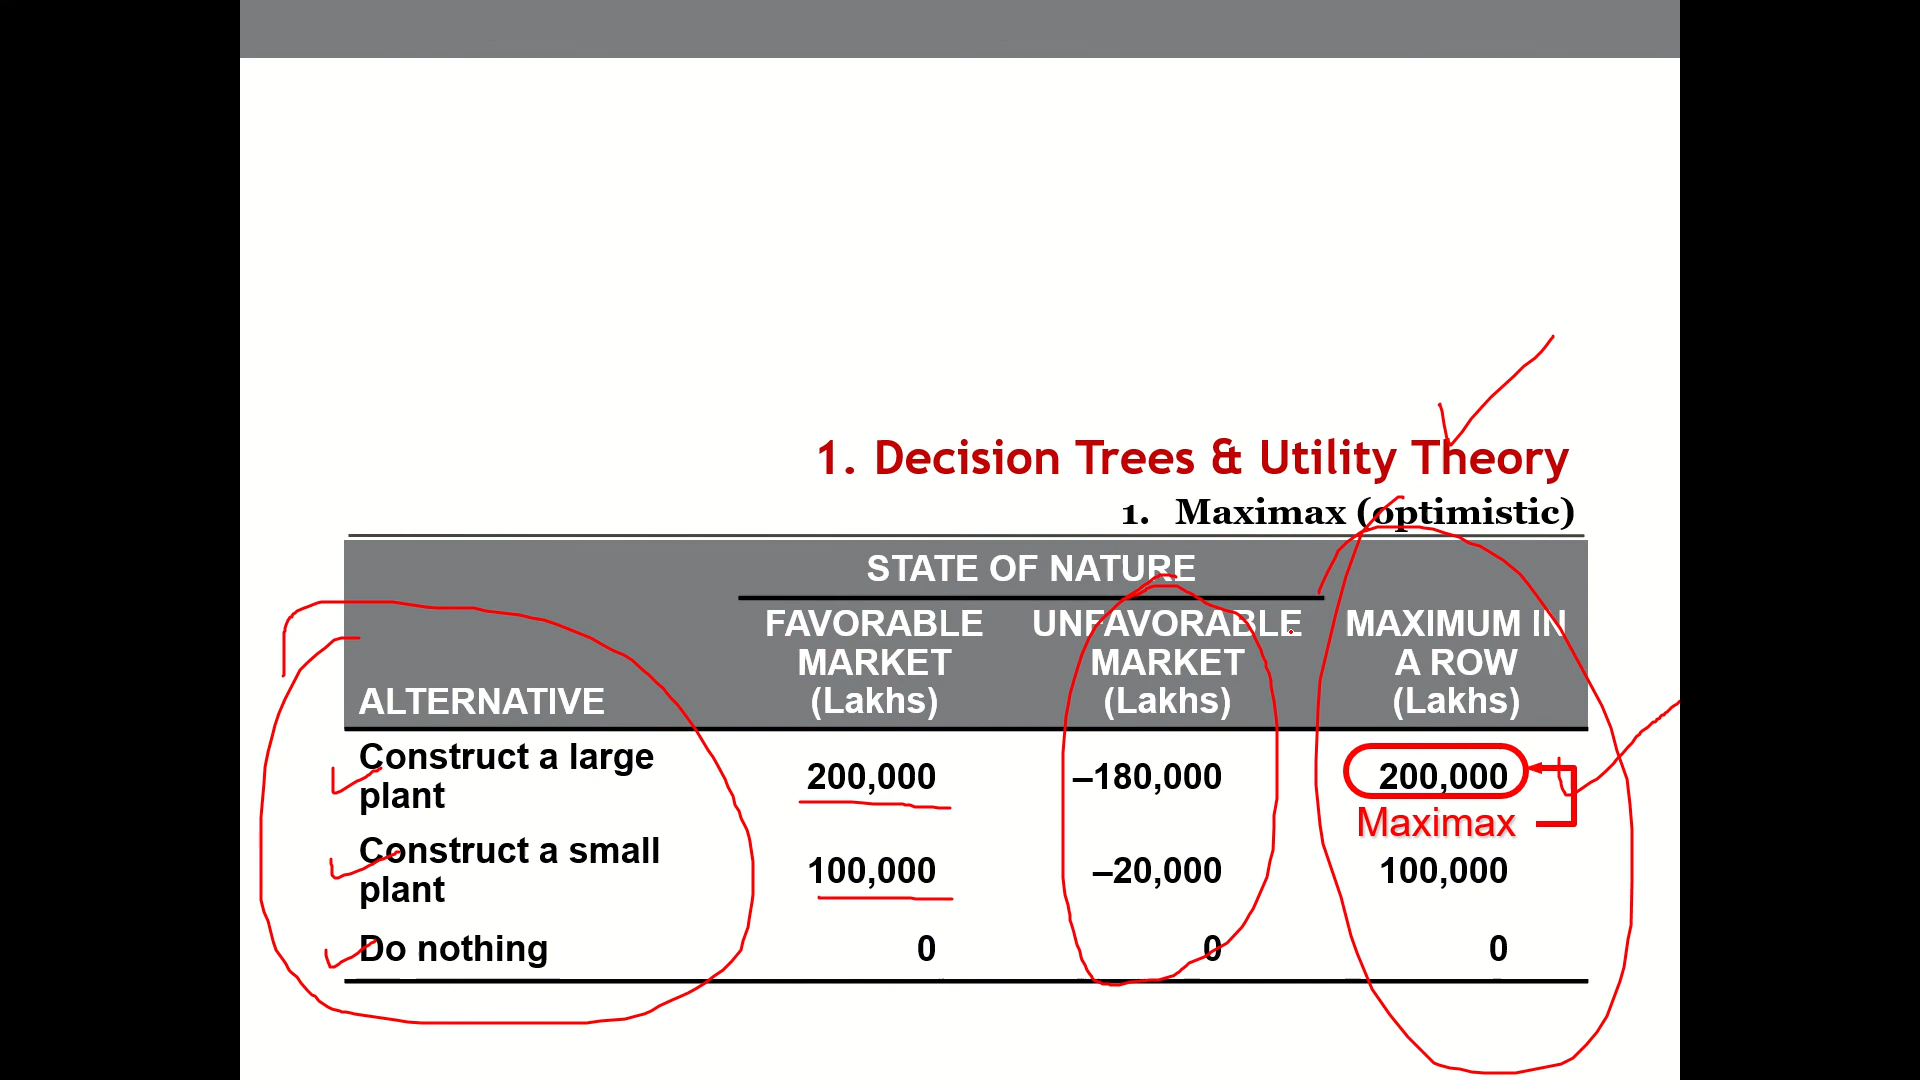 1. Decision Trees & Utility Theory
1. Maximax (optimistic)
STATE OF NATURE
ALTERNATIVE
FAVORABLE
MARKET
(Lakhs)
UNFAVORABLE
MARKET
(Lakhs)
MAXIMUM IN
A ROW
(Lakhs)
Construct a large
plant
200,000
–180,000
200,000
Maximax
Construct a small
plant
100,000
–20,000
100,000
Do nothing
0
0
0